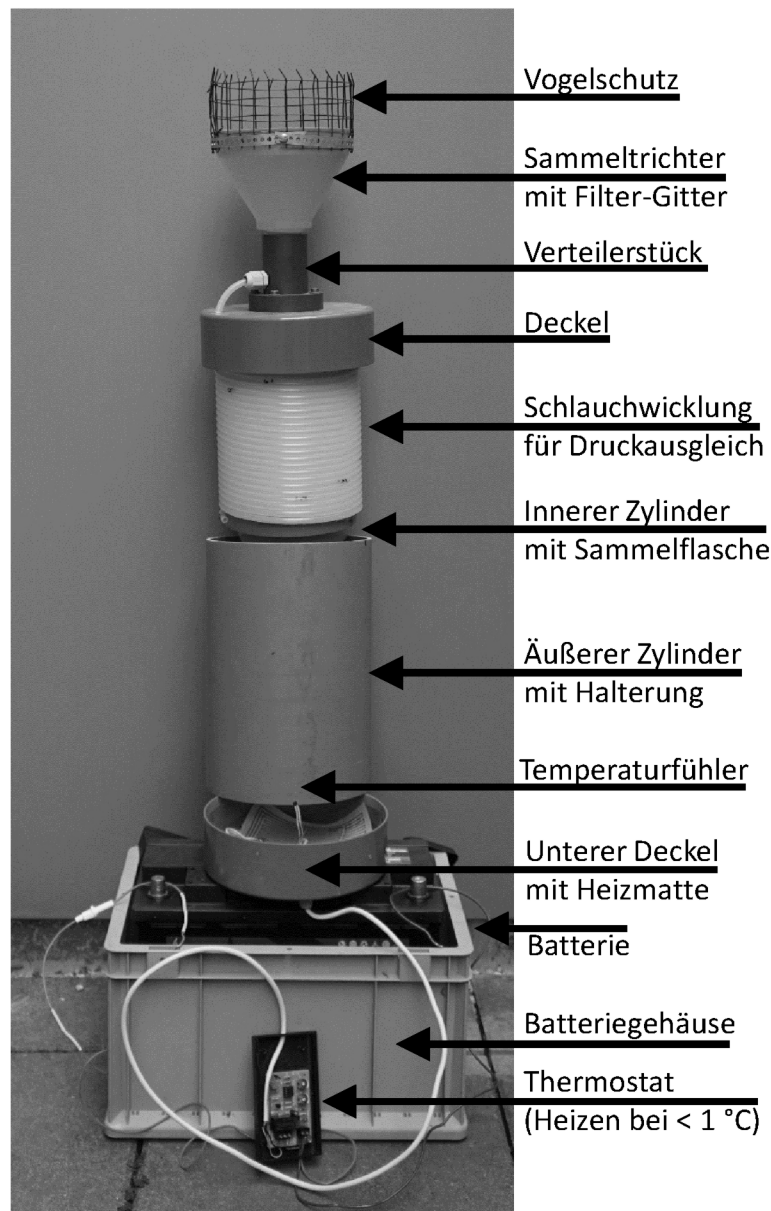 Vogelschutz
Sammeltrichter
mit Filter-Gitter
Verteilerstück
Deckel
Schlauchwicklung
für Druckausgleich
Innerer Zylinder
mit Sammelflasche
Äußerer Zylinder
mit Halterung
Temperaturfühler
Unterer Deckel
mit Heizmatte
Batterie
Batteriegehäuse
Thermostat
(Heizen bei < 1 °C)